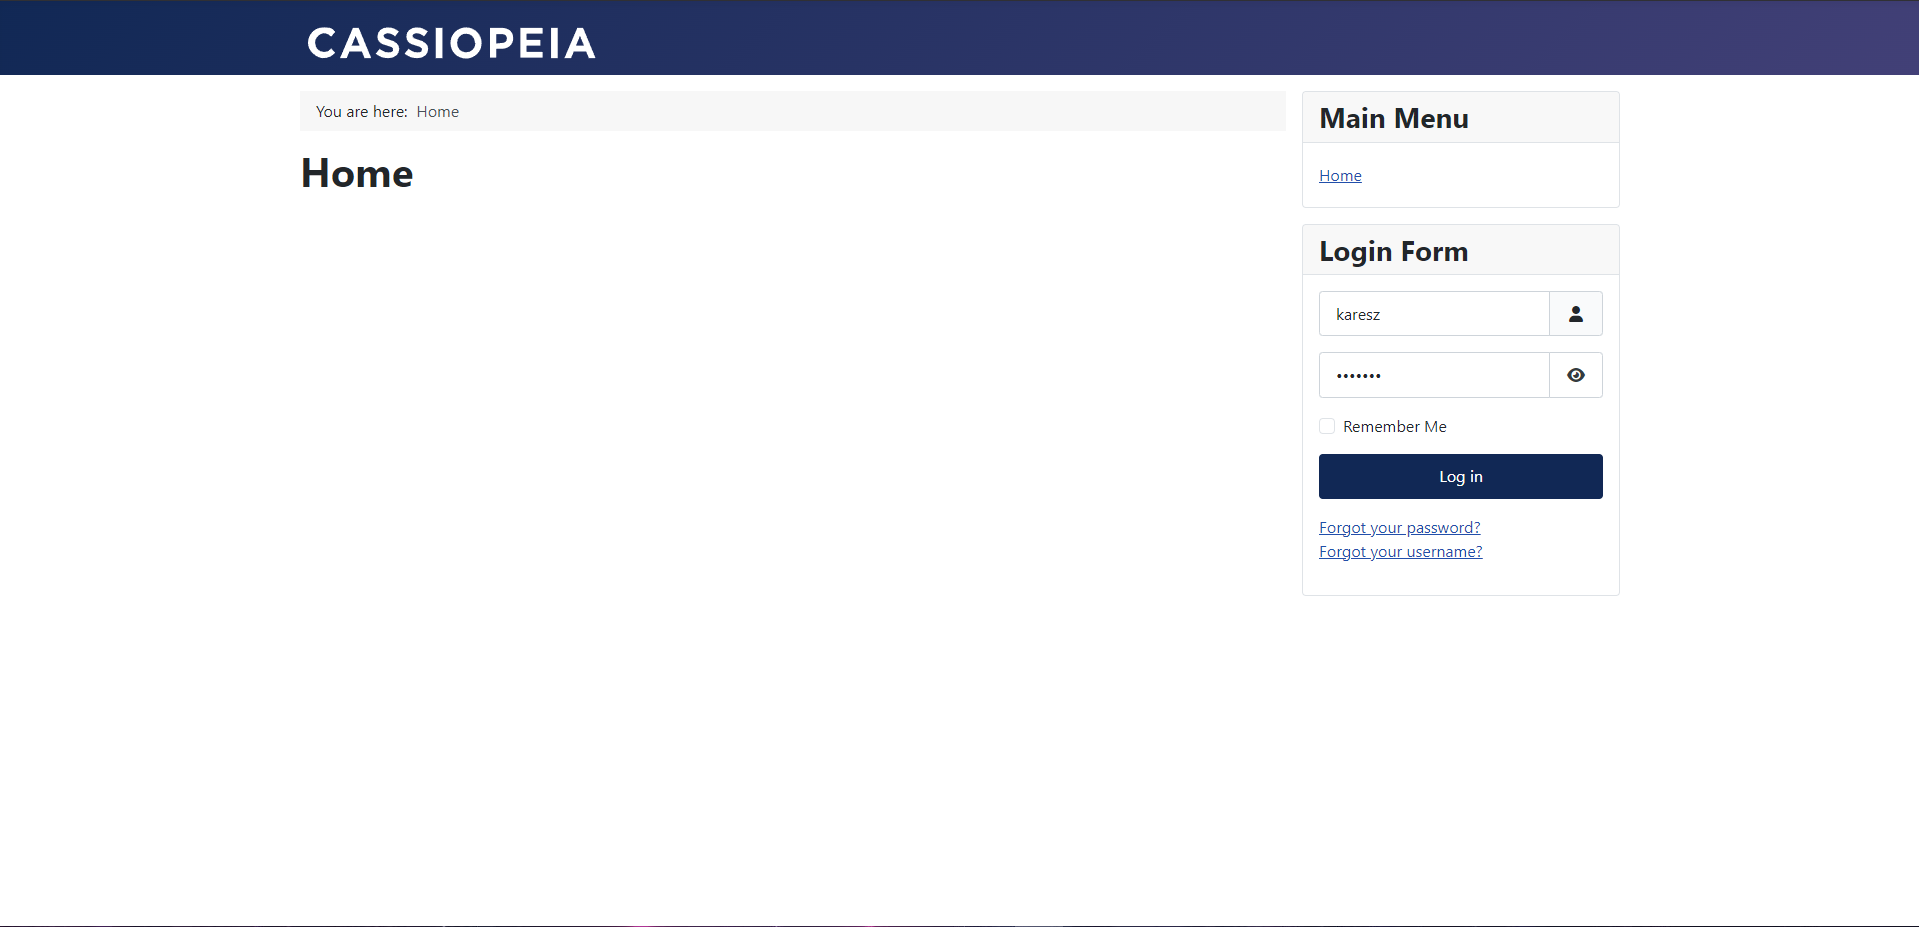 CASSIOPEIA
You are here: Home
Home
Main Menu
Home
Login Form
karesz
•••••••
Remember Me
Log in
Forgot your password?
Forgot your username?